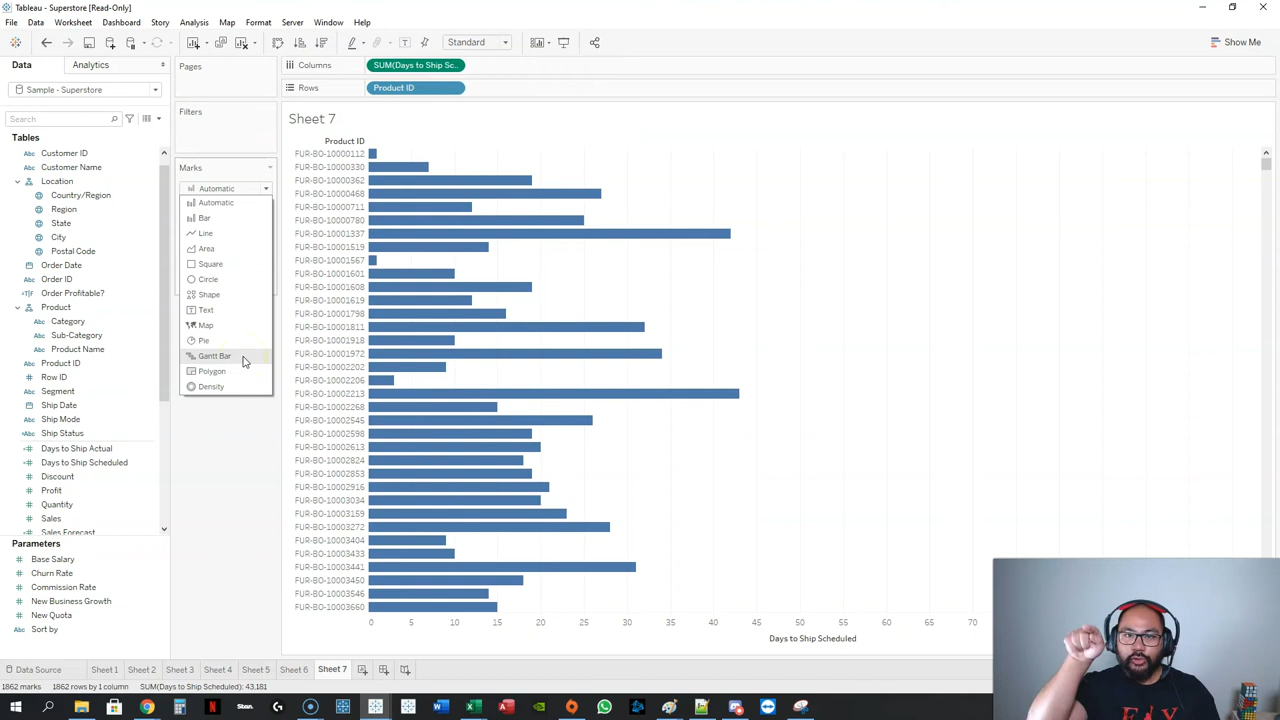 Tableau - Superstore [Read-Only]
File Data Worksheet Dashboard Story Analysis Map Format Server Window Help
Standard
Show Me
Data Analytics
Sample - Superstore
Search
Tables
Abc Customer ID
Abc Customer Name
Location
Country/Region
Region
State
City
Postal Code
Order Date
Abc Order ID
=T|F Order Profitable?
Product
Abc Category
Abc Sub-Category
Abc Product Name
Abc Product ID
# Row ID
Abc Segment
Ship Date
Abc Ship Mode
Abc Ship Status
=# Days to Ship Actual
=# Days to Ship Scheduled
# Discount
# Profit
# Quantity
# Sales
=# Sales Forecast
Parameters
# Base Salary
# Churn Rate
# Commission Rate
# New Business Growth
# New Quota
Abc Sort by
Pages
Filters
Marks
Automatic
Automatic
Bar
Line
Area
Square
Circle
Shape
Text
Map
Pie
Gantt Bar
Polygon
Density
Columns
SUM(Days to Ship Sc..
Rows
Product ID
Sheet 7
Product ID
FUR-BO-10000112
FUR-BO-10000330
FUR-BO-10000362
FUR-BO-10000468
FUR-BO-10000711
FUR-BO-10000780
FUR-BO-10001337
FUR-BO-10001519
FUR-BO-10001567
FUR-BO-10001601
FUR-BO-10001608
FUR-BO-10001619
FUR-BO-10001798
FUR-BO-10001811
FUR-BO-10001918
FUR-BO-10001972
FUR-BO-10002202
FUR-BO-10002206
FUR-BO-10002213
FUR-BO-10002268
FUR-BO-10002545
FUR-BO-10002598
FUR-BO-10002613
FUR-BO-10002824
FUR-BO-10002853
FUR-BO-10002916
FUR-BO-10003034
FUR-BO-10003159
FUR-BO-10003272
FUR-BO-10003404
FUR-BO-10003433
FUR-BO-10003441
FUR-BO-10003450
FUR-BO-10003546
FUR-BO-10003660
0 5 10 15 20 25 30 35 40 45 50 55 60 65 70
Days to Ship Scheduled
Data Source Sheet 1 Sheet 2 Sheet 3 Sheet 4 Sheet 5 Sheet 6 Sheet 7
1862 marks 1862 rows by 1 column SUM(Days to Ship Scheduled): 43,181